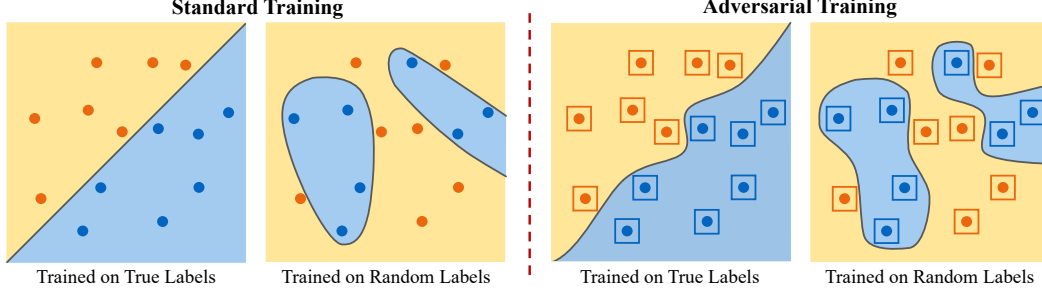 Standard Training
Adversarial Training
Trained on True Labels
Trained on Random Labels
Trained on True Labels
Trained on Random Labels